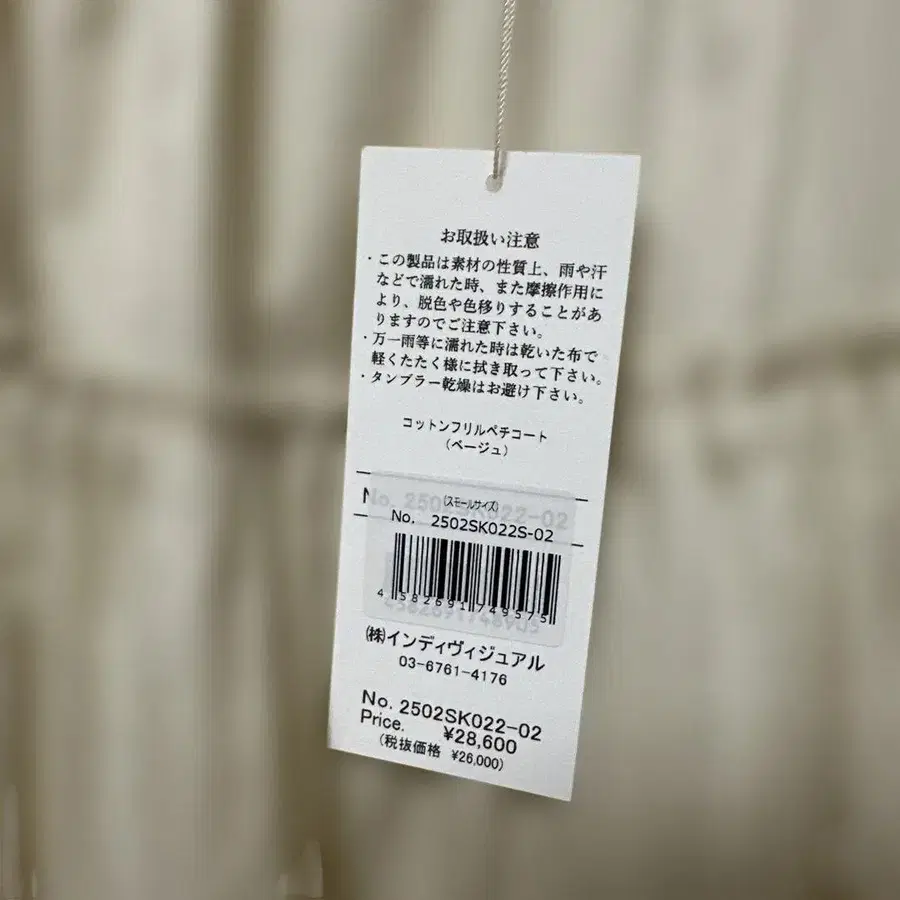 お取扱い注意
・この製品は素材の性質上、雨や汗
などで濡れた時、また摩擦作用に
より、脱色や色移りすることがあ
りますのでご注意下さい。
・万一雨等に濡れた時は乾いた布で
軽くたたく様に拭き取って下さい。
・タンブラー乾燥はお避け下さい。
コットンフリルペチコート
（ベージュ）
(スモールサイズ)
No. 2502SK022-02
No. 2502SK022S-02
4 582691 749575
㈱インディヴィジュアル
03-6761-4176
No. 2502SK022-02
Price. ¥28,600
(税抜価格 ¥26,000)